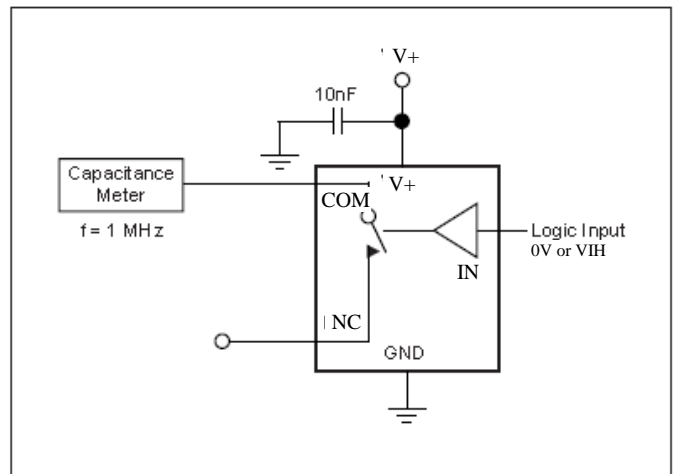 V+
10nF
Capacitance
Meter
f = 1 MHz
V+
COM
Logic Input
0V or VIH
IN
NC
GND